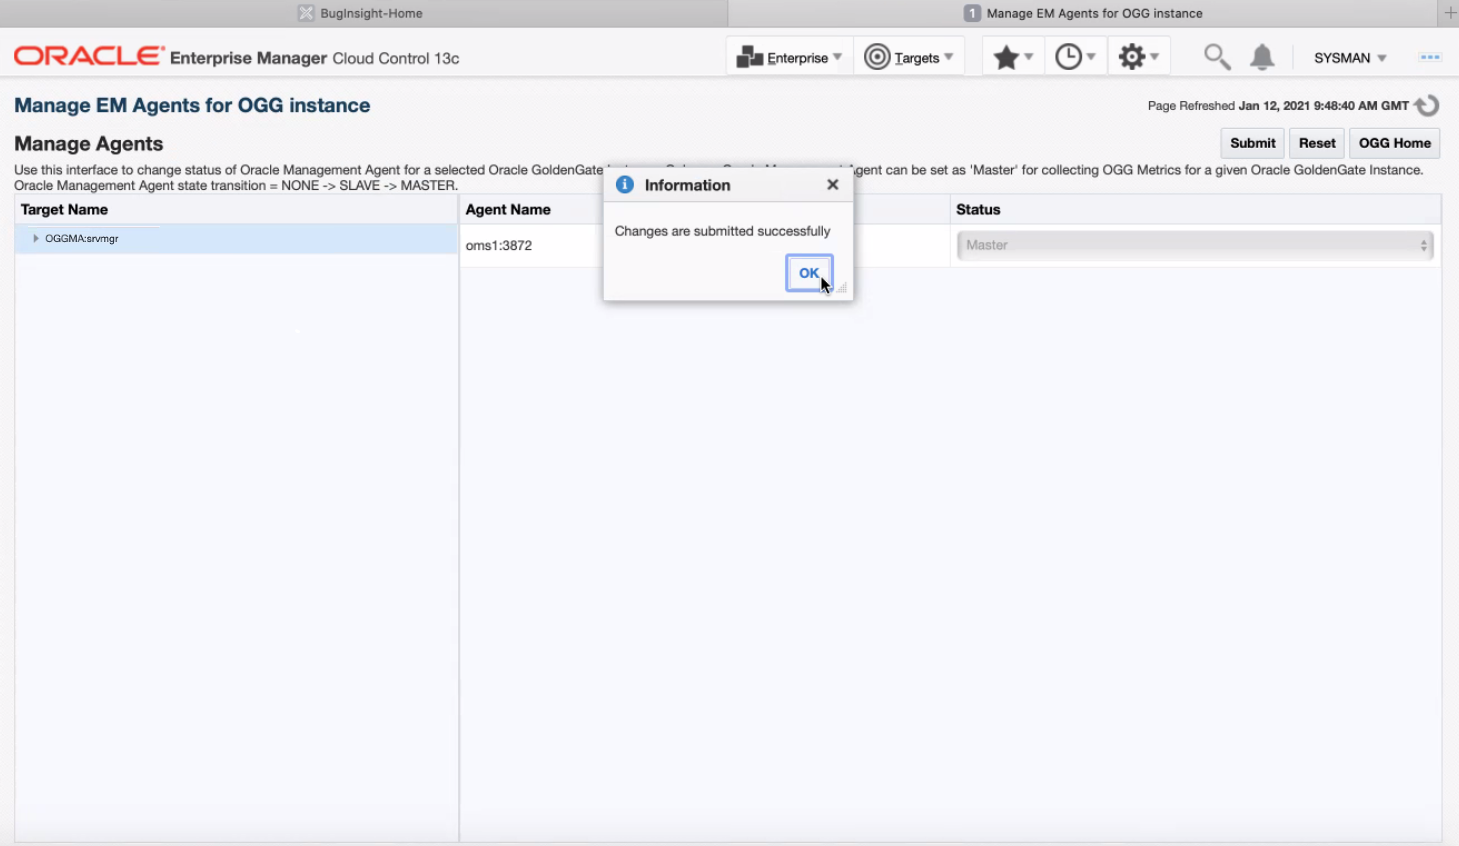 BugInsight-Home
1 Manage EM Agents for OGG instance
+
ORACLE Enterprise Manager Cloud Control 13c
Enterprise
Targets
SYSMAN
Manage EM Agents for OGG instance
Page Refreshed Jan 12, 2021 9:48:40 AM GMT
Manage Agents
Submit Reset OGG Home
Use this interface to change status of Oracle Management Agent for a selected Oracle GoldenGate gent can be set as 'Master' for collecting OGG Metrics for a given Oracle GoldenGate Instance.
Oracle Management Agent state transition = NONE -> SLAVE -> MASTER.
Information
Changes are submitted successfully
OK
Target Name Agent Name Status
OGGMA:srvmgr
oms1:3872 Master